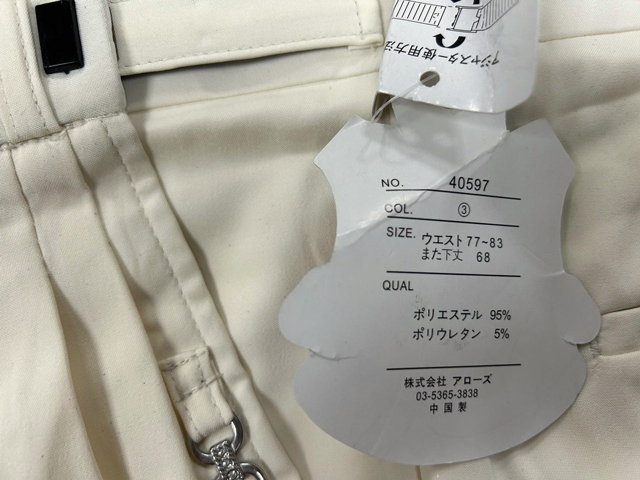 ジャスター使用方法
NO. 40597
COL. ③
SIZE. ウエスト77~83
また下丈 68
QUAL
ポリエステル 95%
ポリウレタン 5%
株式会社 アローズ
03-5365-3838
中国製